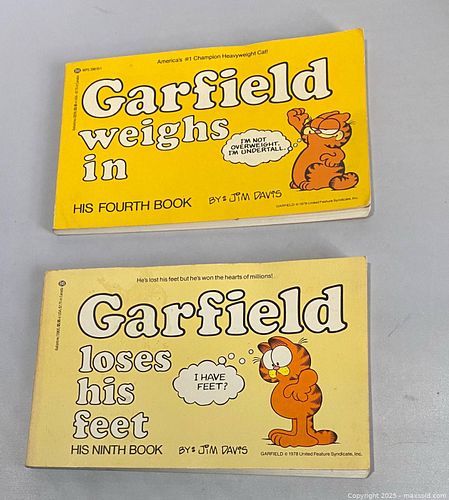 America's #1 Champion Heavyweight Cat!
Garfield
weighs
in
I'M NOT
OVERWEIGHT.
I'M UNDERTALL.
HIS FOURTH BOOK
BY: JIM DAVIS
GARFIELD © 1978 United Feature Syndicate, Inc.
He's lost his feet but he's won the hearts of millions!
Garfield
loses
his
feet
I HAVE
FEET?
HIS NINTH BOOK
BY: JIM DAVIS
GARFIELD © 1978 United Feature Syndicate, Inc.
Copyright 2025 - maxsold.com